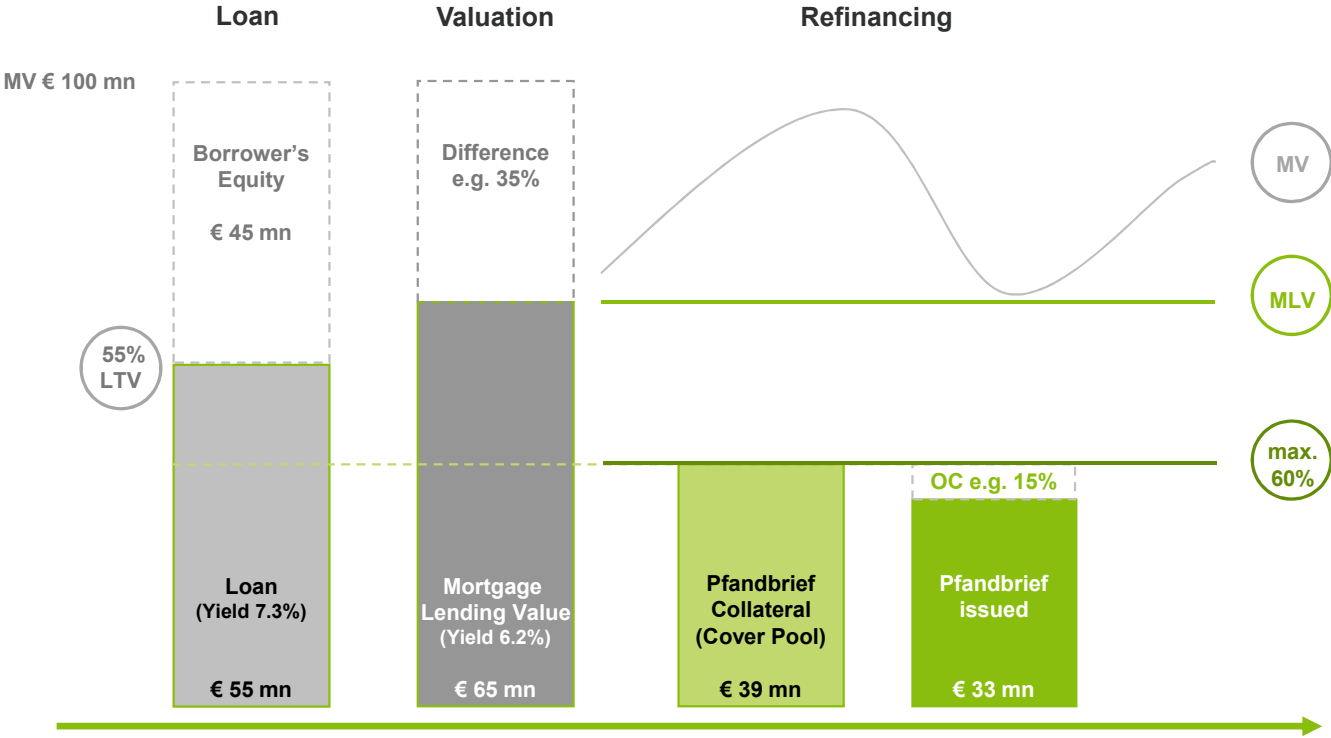 Loan
Valuation
Refinancing
MV € 100 mn
Borrower’s
Equity
€ 45 mn
Difference
e.g. 35%
MV
MLV
55%
LTV
max.
60%
OC e.g. 15%
Loan
(Yield 7.3%)
€ 55 mn
Mortgage
Lending Value
(Yield 6.2%)
€ 65 mn
Pfandbrief
Collateral
(Cover Pool)
€ 39 mn
Pfandbrief
issued
€ 33 mn